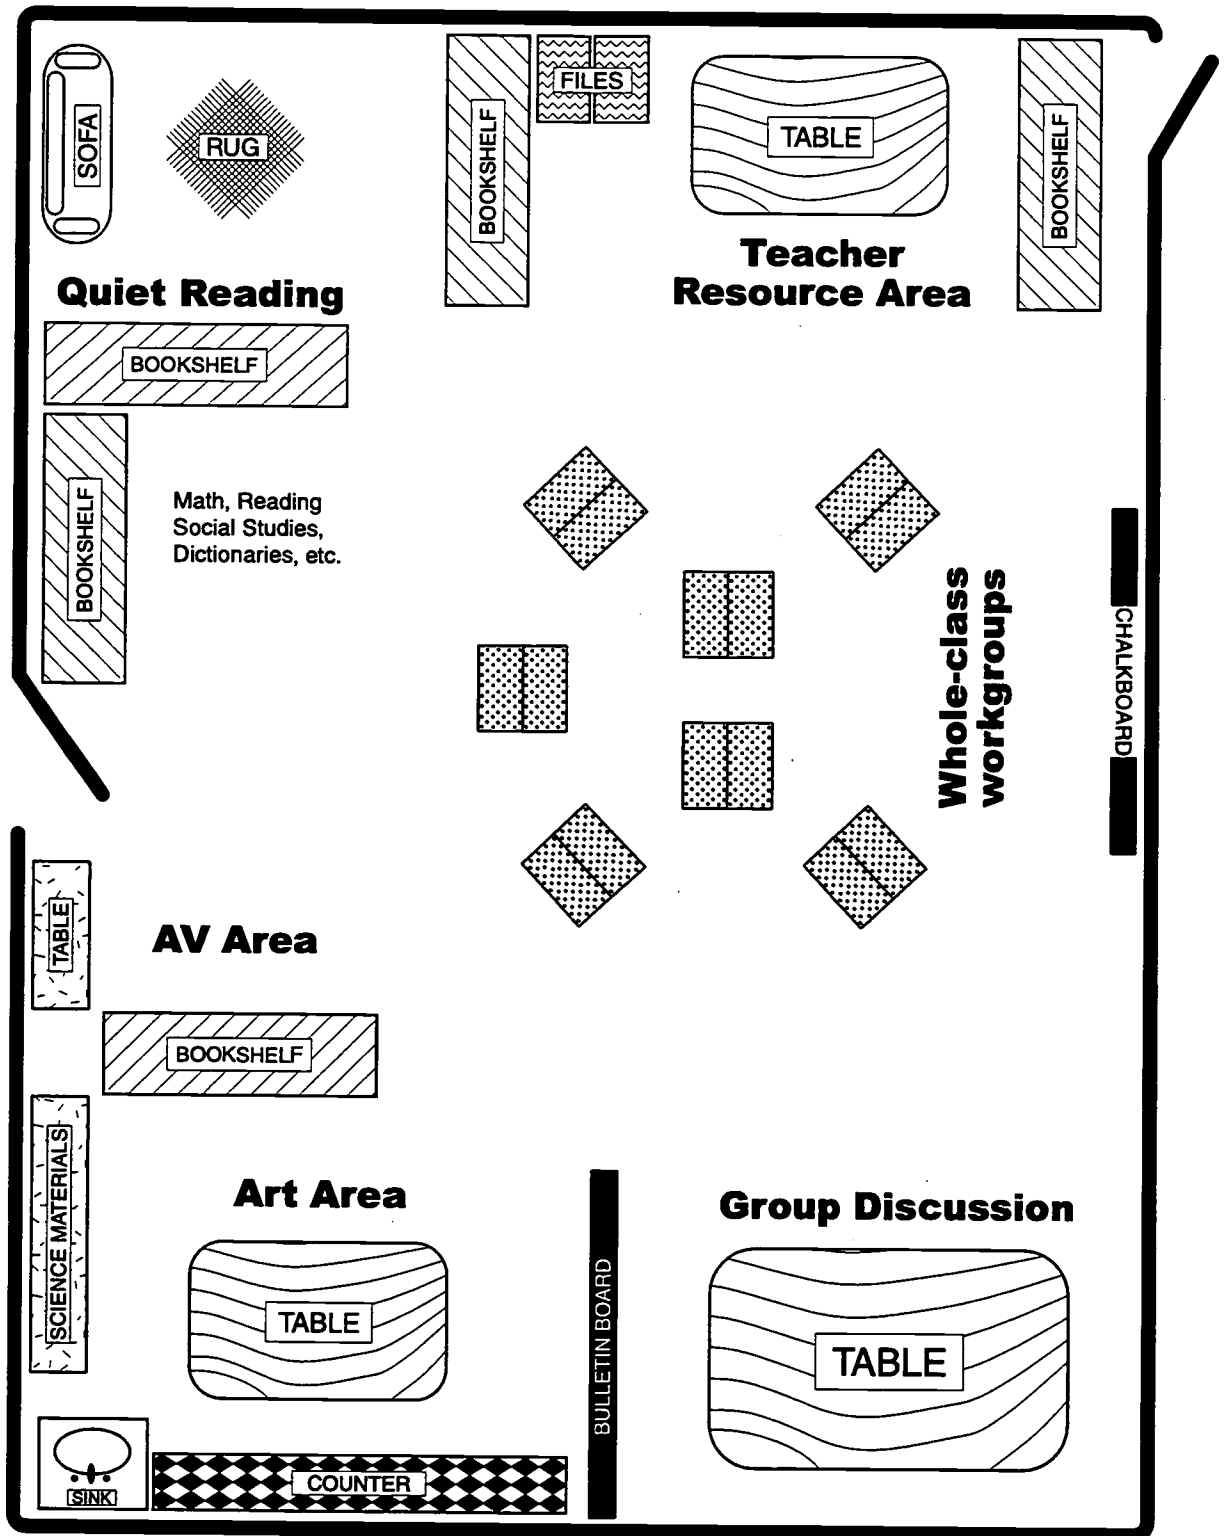 SOFA
RUG
BOOKSHELF
FILES
TABLE
BOOKSHELF
Quiet Reading
Teacher
Resource Area
BOOKSHELF
BOOKSHELF
Math, Reading
Social Studies,
Dictionaries, etc.
Whole-class
workgroups
CHALKBOARD
TABLE
AV Area
BOOKSHELF
SCIENCE MATERIALS
Art Area
TABLE
BULLETIN BOARD
Group Discussion
TABLE
SINK
COUNTER